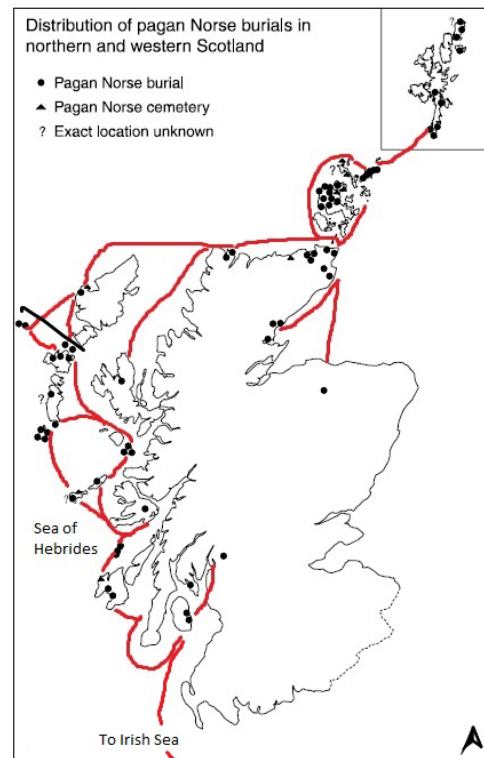 Distribution of pagan Norse burials in
northern and western Scotland
Pagan Norse burial
Pagan Norse cemetery
? Exact location unknown
?
?
?
?
?
?
Sea of
Hebrides
To Irish Sea